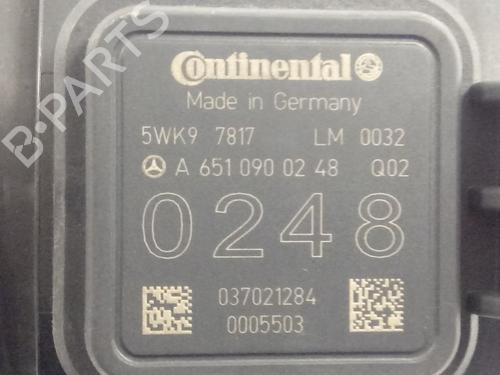 Continental
Made in Germany
5WK9 7817 LM 0032
A 651 090 02 48 Q02
0248
037021284
0005503
B-PARTS